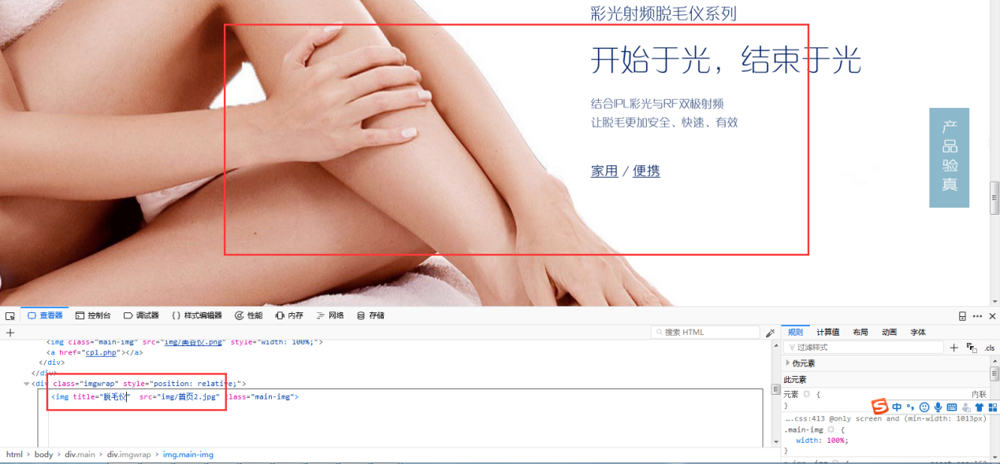 彩光射频脱毛仪系列
开始于光，结束于光
结合IPL彩光与RF双极射频
让脱毛更加安全、快速、有效
家用 / 便携
产品验真
查看器 控制台 调试器 {} 样式编辑器 性能 内存 网络 存储
搜索 HTML
规则 计算值 布局 动画 字体
<img class="main-img" src="img/美谷仪.png" style="width: 100%;">
过滤样式 .cls
<a href="cp1.php"></a>
</div>
伪元素
</div>
此元素
<div class="imgwrap" style="position: relative;">
<img title="脱毛仪"  src="img/首页2.jpg" class="main-img">
元素 { 内联
}
中
….css:413 @only screen and (min-width: 1013px)
.main-img {
width: 100%;
}
html > body > div.main > div.imgwrap > img.main-img